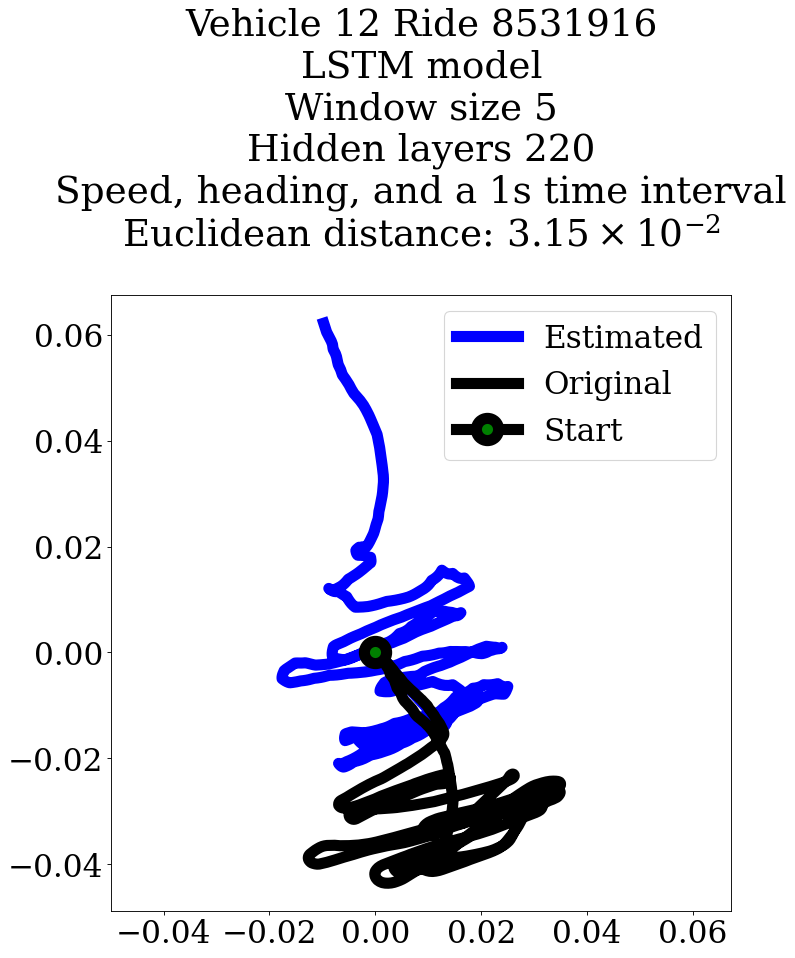 Vehicle 12 Ride 8531916
LSTM model
Window size 5
Hidden layers 220
Speed, heading, and a 1s time interval
Euclidean distance: 3.15 × 10⁻²
Estimated
Original
Start
0.06
0.04
0.02
0.00
−0.02
−0.04
−0.04 −0.02 0.00 0.02 0.04 0.06